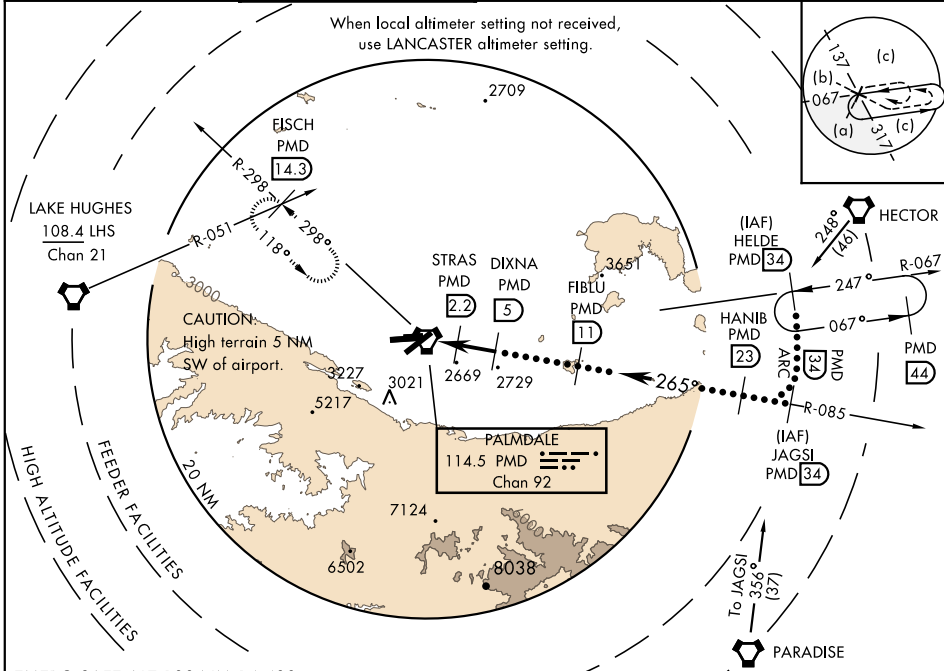 When local altimeter setting not received,
use LANCASTER altimeter setting.
137
(c)
(b)
067
(a)
(c)
317
2709
FISCH
PMD
14.3
R-298
298°
118°
R-051
LAKE HUGHES
108.4 LHS
Chan 21
3000
CAUTION:
High terrain 5 NM
SW of airport.
3227
5217
3021
STRAS
PMD
2.2
DIXNA
PMD
5
2669
2729
3651
FIBLU
PMD
11
(IAF)
HELDE
PMD 34
248°
(46)
HECTOR
R-067
247°
067°
HANIB
PMD
23
PMD
34
ARC
PMD
44
265°
R-085
(IAF)
JAGSI
PMD 34
PALMDALE
114.5 PMD
Chan 92
20 NM
7124
6502
8038
HIGH ALTITUDE FACILITIES
FEEDER FACILITIES
To JAGSI
356°
(37)
PARADISE